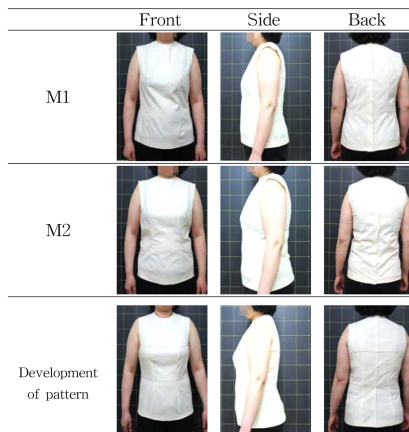 Front Side Back
M1
M2
Development
of pattern